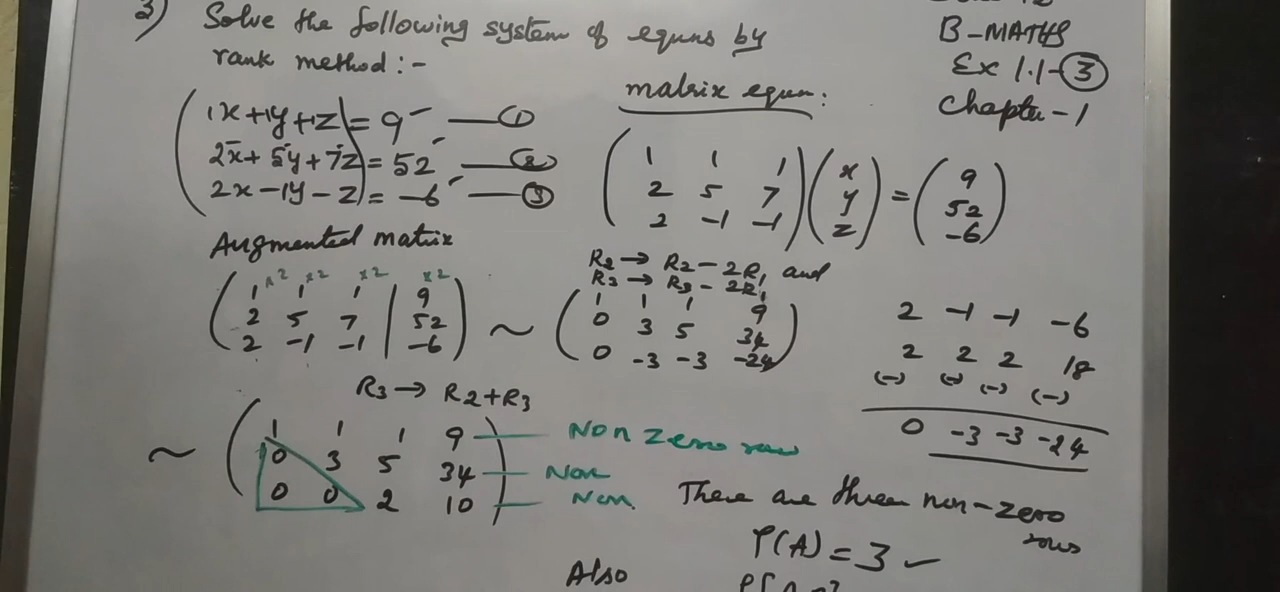 3) Solve the following system of equns by
rank method :-
B-MATHS
Ex 1.1-③
Chapter-1
1x+1y+1z = 9 — ①
2x+5y+7z = 52 — ②
2x-1y-z = -6 — ③
matrix equn:
1 1 1 x 9
2 5 7 y = 52
2 -1 -1 z -6
Augmented matrix
×2 ×2 ×2 ×2
1 1 1 | 9
2 5 7 | 52
2 -1 -1 | -6
~
R2 → R2 - 2R1 and
R3 → R3 - 2R1
1 1 1 9
0 3 5 34
0 -3 -3 -24
2 -1 -1 -6
2 2 2 18
(-) (-) (-) (-)
0 -3 -3 -24
R3 → R2+R3
~ 1 1 1 9 — Non zero row
0 3 5 34 — Non
0 0 2 10 — Non
There are three non-zero
rows
ρ(A) = 3 ✓
Also